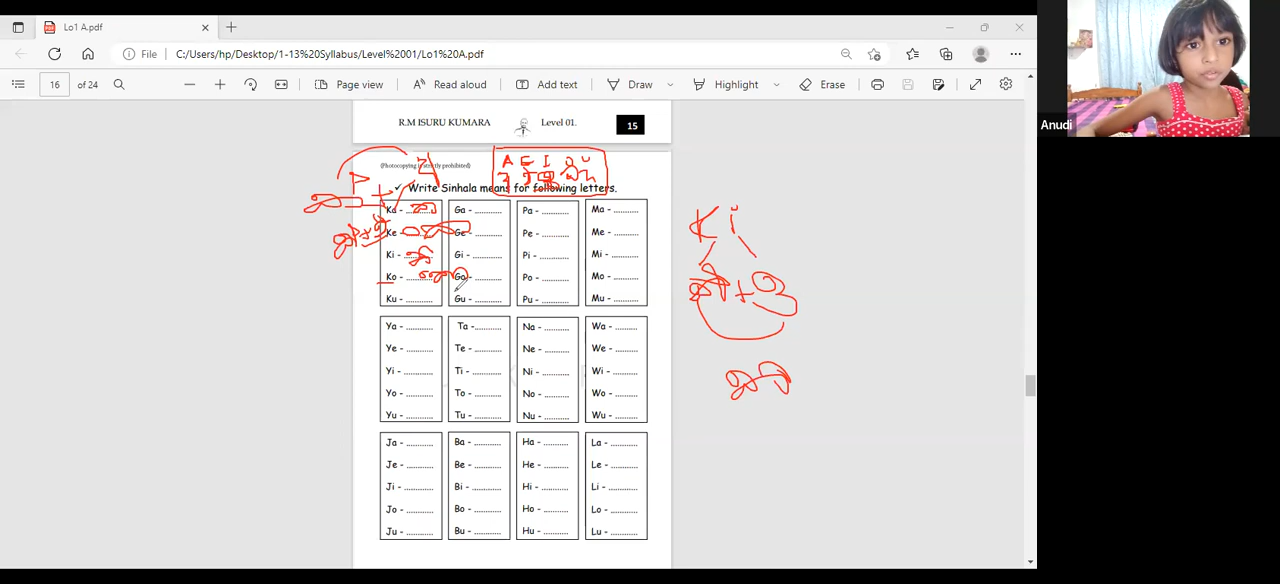 Lo1 A.pdf
File C:/Users/hp/Desktop/1-13%20Syllabus/Level%2001/Lo1%20A.pdf
16 of 24 Page view Read aloud Add text Draw Highlight Erase
Anudi
R.M ISURU KUMARA Level 01. 15
(Photocopying is strictly prohibited)
A E I O U
✓ Write Sinhala means for following letters.
Ka - ............ Ga - ............ Pa - ............ Ma - ............
Ke - ............ Ge - ............ Pe - ............ Me - ............
Ki - ............ Gi - ............ Pi - ............ Mi - ............
Ko - ............ Go - ............ Po - ............ Mo - ............
Ku - ............ Gu - ............ Pu - ............ Mu - ............
Ya - ............ Ta - ............ Na - ............ Wa - ............
Ye - ............ Te - ............ Ne - ............ We - ............
Yi - ............ Ti - ............ Ni - ............ Wi - ............
Yo - ............ To - ............ No - ............ Wo - ............
Yu - ............ Tu - ............ Nu - ............ Wu - ............
Ja - ............ Ba - ............ Ha - ............ La - ............
Je - ............ Be - ............ He - ............ Le - ............
Ji - ............ Bi - ............ Hi - ............ Li - ............
Jo - ............ Bo - ............ Ho - ............ Lo - ............
Ju - ............ Bu - ............ Hu - ............ Lu - ............
Ki